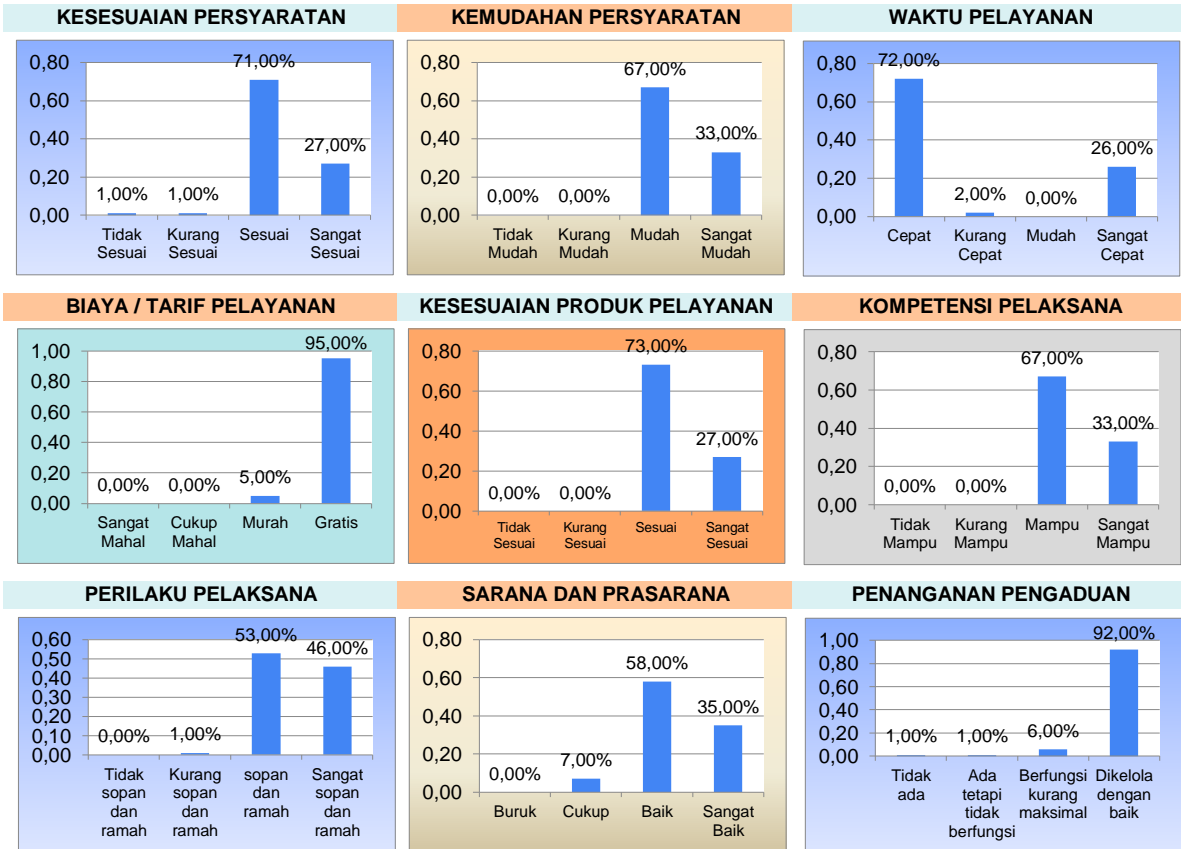 KESESUAIAN PERSYARATAN
0,80
0,60
0,40
0,20
0,00
1,00%
1,00%
71,00%
27,00%
Tidak
Sesuai
Kurang
Sesuai
Sesuai
Sangat
Sesuai
KEMUDAHAN PERSYARATAN
0,80
0,60
0,40
0,20
0,00
0,00%
0,00%
67,00%
33,00%
Tidak
Mudah
Kurang
Mudah
Mudah
Sangat
Mudah
WAKTU PELAYANAN
0,80
0,60
0,40
0,20
0,00
72,00%
2,00%
0,00%
26,00%
Cepat
Kurang
Cepat
Mudah
Sangat
Cepat
BIAYA / TARIF PELAYANAN
1,00
0,80
0,60
0,40
0,20
0,00
0,00%
0,00%
5,00%
95,00%
Sangat
Mahal
Cukup
Mahal
Murah
Gratis
KESESUAIAN PRODUK PELAYANAN
0,80
0,60
0,40
0,20
0,00
0,00%
0,00%
73,00%
27,00%
Tidak
Sesuai
Kurang
Sesuai
Sesuai
Sangat
Sesuai
KOMPETENSI PELAKSANA
0,80
0,60
0,40
0,20
0,00
0,00%
0,00%
67,00%
33,00%
Tidak
Mampu
Kurang
Mampu
Mampu
Sangat
Mampu
PERILAKU PELAKSANA
0,60
0,50
0,40
0,30
0,20
0,10
0,00
0,00%
1,00%
53,00%
46,00%
Tidak
sopan
dan
ramah
Kurang
sopan
dan
ramah
sopan
dan
ramah
Sangat
sopan
dan
ramah
SARANA DAN PRASARANA
0,80
0,60
0,40
0,20
0,00
0,00%
7,00%
58,00%
35,00%
Buruk
Cukup
Baik
Sangat
Baik
PENANGANAN PENGADUAN
1,00
0,80
0,60
0,40
0,20
0,00
1,00%
1,00%
6,00%
92,00%
Tidak
ada
Ada
tetapi
tidak
berfungsi
Berfungsi
kurang
maksimal
Dikelola
dengan
baik